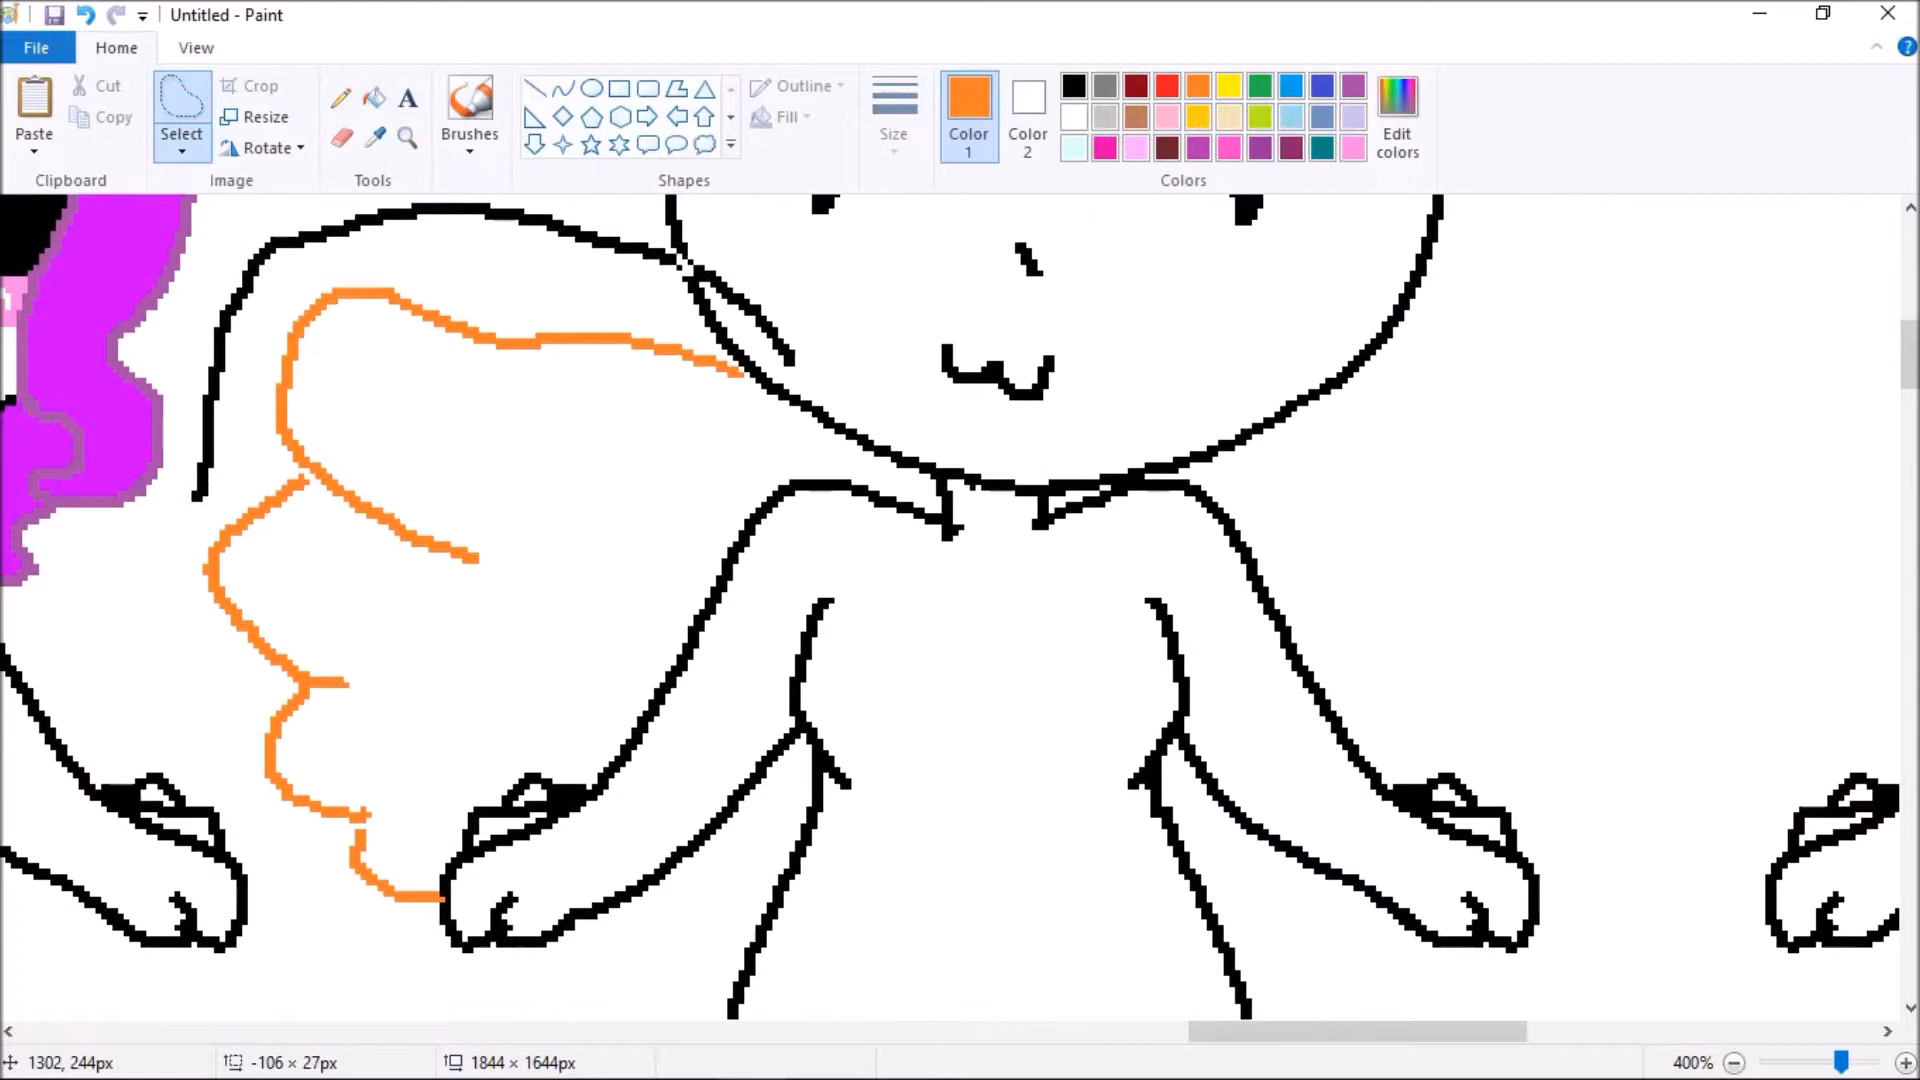 Untitled - Paint
File Home View
Paste Cut Copy Clipboard
Select Crop Resize Rotate Image
A Tools
Brushes
Shapes Outline Fill
Size
Color 1 Color 2 Edit colors Colors
1302, 244px -106 × 27px 1844 × 1644px 400%